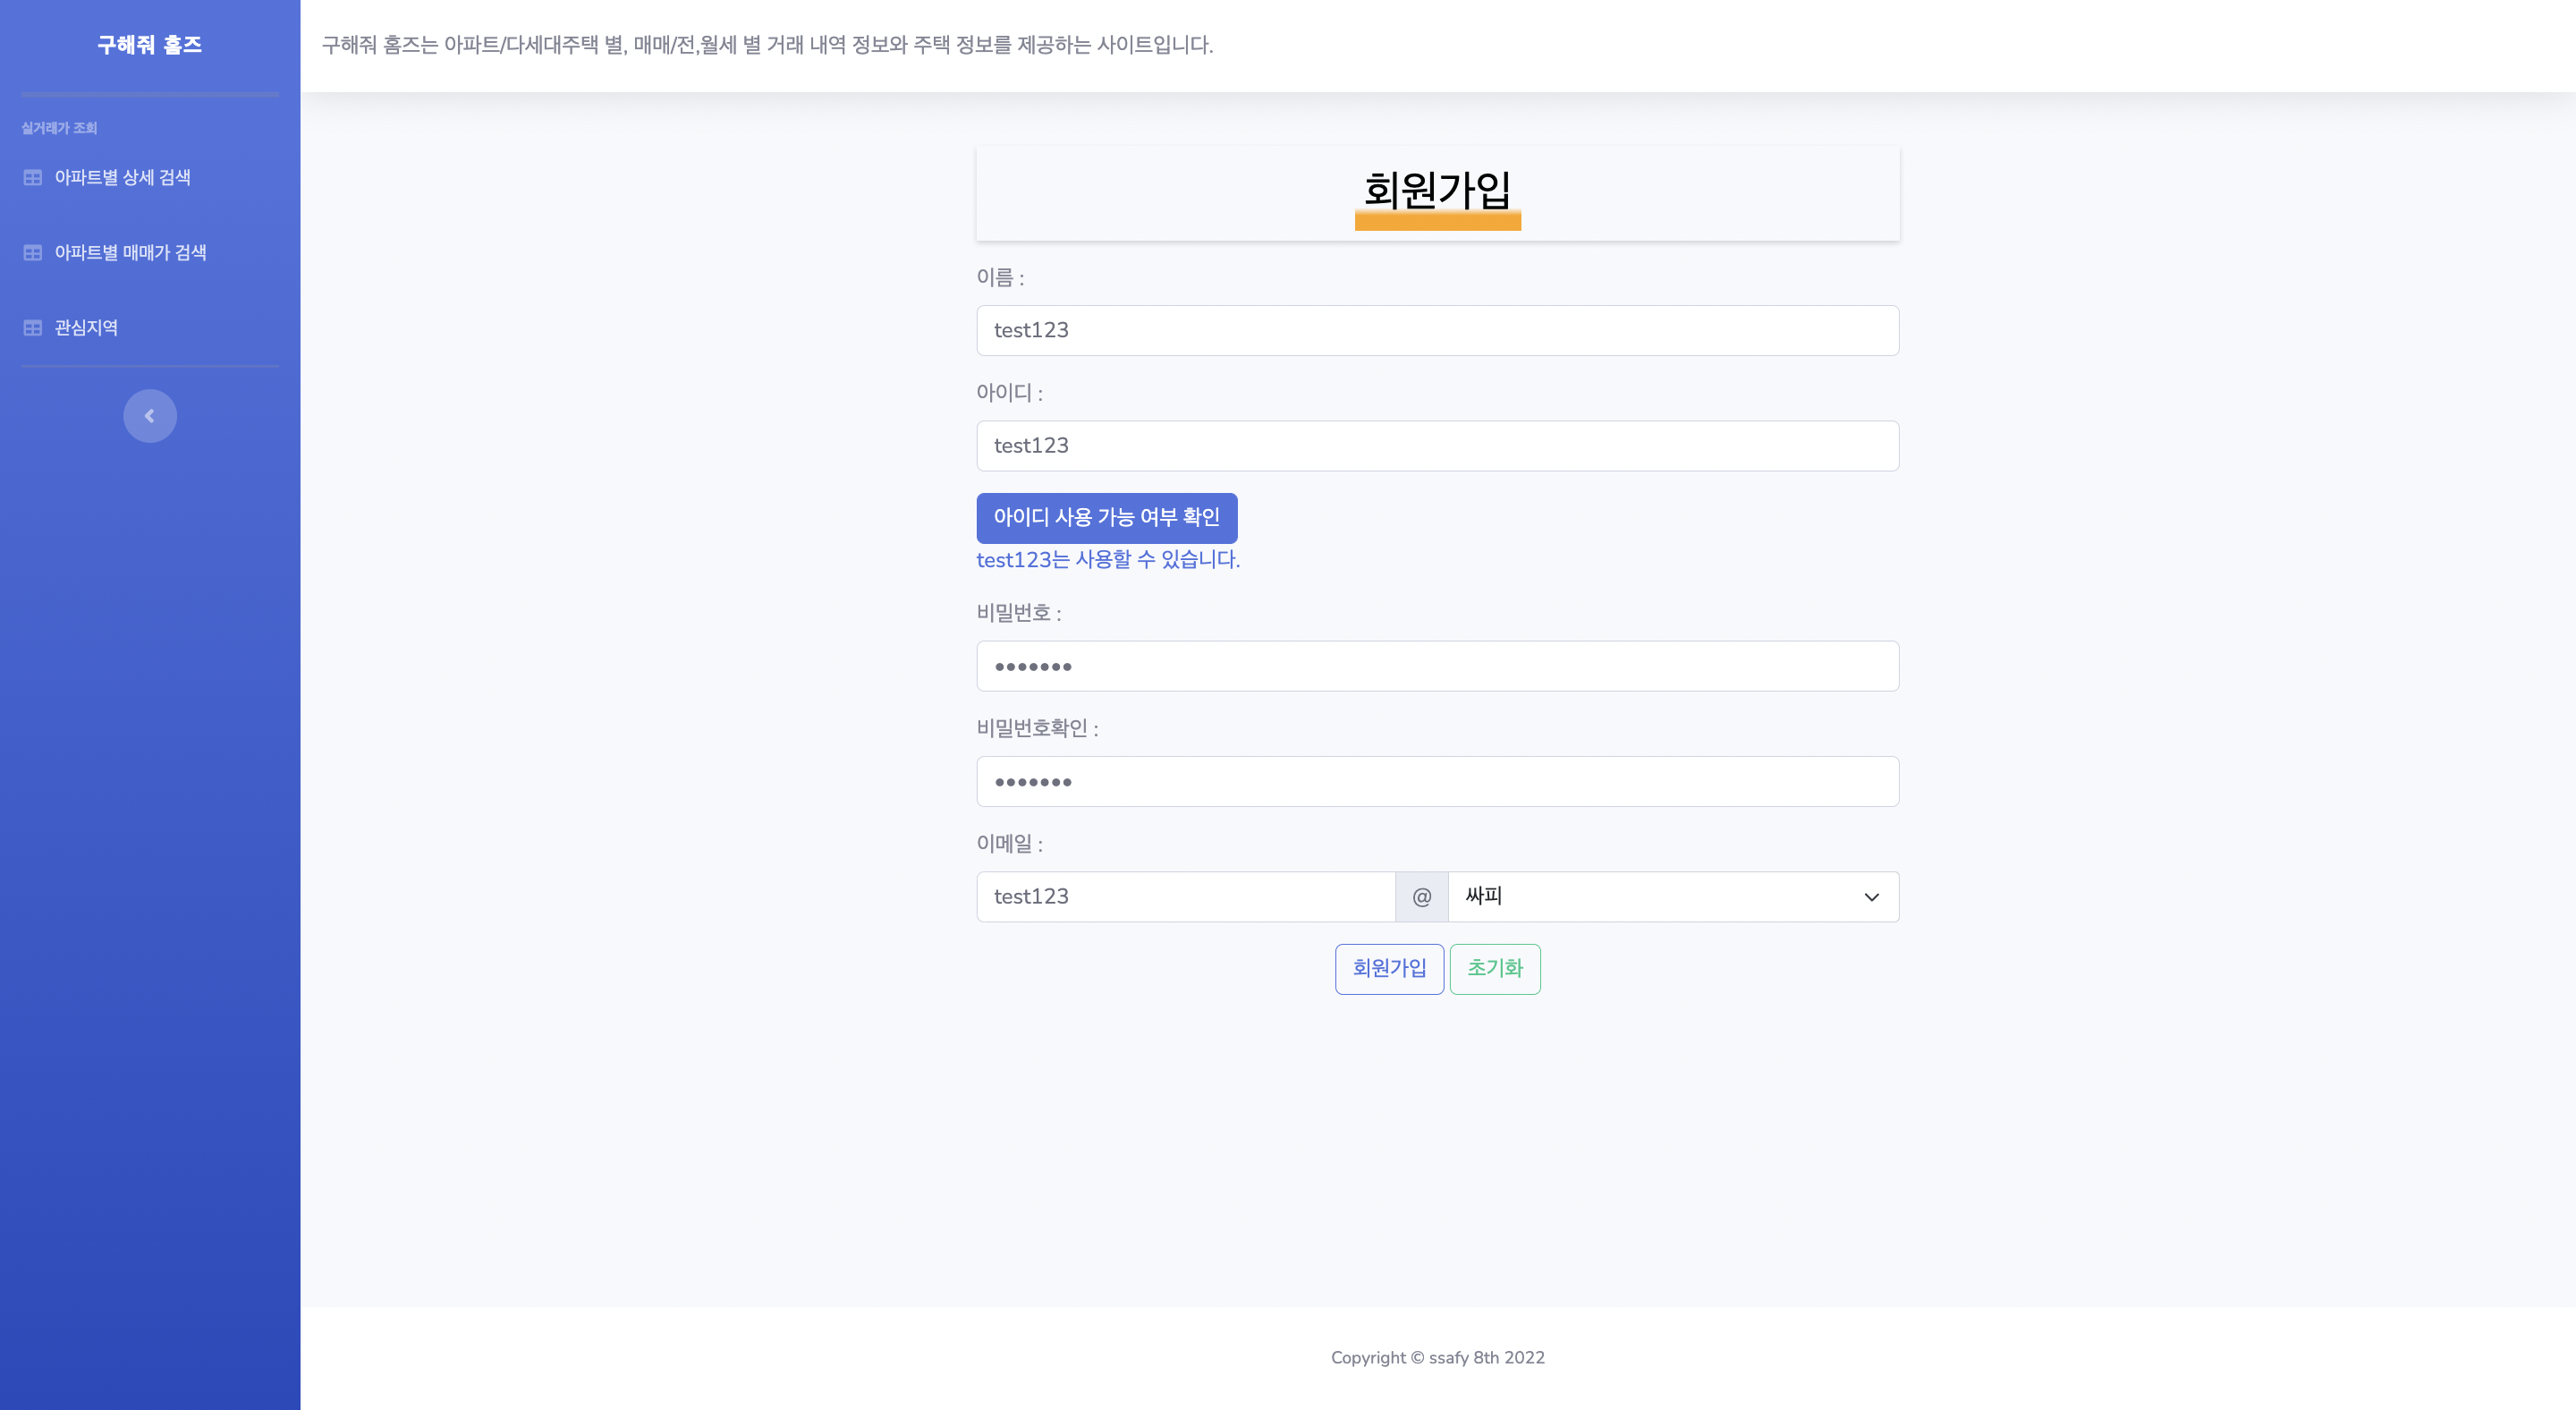 구해줘 홈즈
실거래가 조회
아파트별 상세 검색
아파트별 매매가 검색
관심지역
구해줘 홈즈는 아파트/다세대주택 별, 매매/전,월세 별 거래 내역 정보와 주택 정보를 제공하는 사이트입니다.
회원가입
이름 :
test123
아이디 :
test123
아이디 사용 가능 여부 확인
test123는 사용할 수 있습니다.
비밀번호 :
•••••••
비밀번호확인 :
•••••••
이메일 :
test123 @ 싸피
회원가입 초기화
Copyright © ssafy 8th 2022